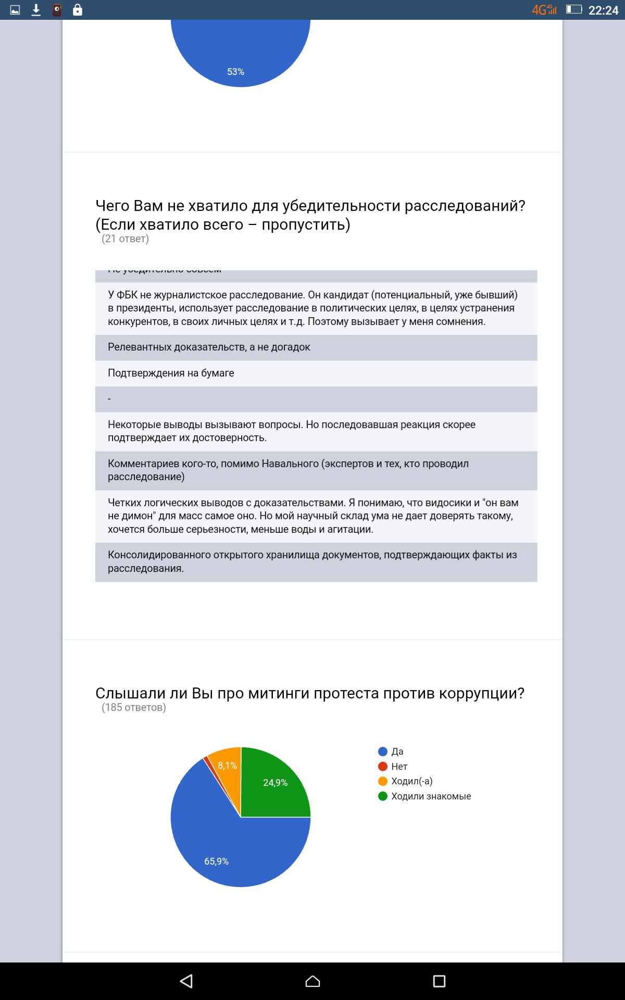 4G 4G 22:24
53%
Чего Вам не хватило для убедительности расследований?
(Если хватило всего – пропустить)
(21 ответ)
Не убедительно совсем
У ФБК не журналистское расследование. Он кандидат (потенциальный, уже бывший)
в президенты, использует расследование в политических целях, в целях устранения
конкурентов, в своих личных целях и т.д. Поэтому вызывает у меня сомнения.
Релевантных доказательств, а не догадок
Подтверждения на бумаге
-
Некоторые выводы вызывают вопросы. Но последовавшая реакция скорее
подтверждает их достоверность.
Комментариев кого-то, помимо Навального (экспертов и тех, кто проводил
расследование)
Четких логических выводов с доказательствами. Я понимаю, что видосики и "он вам
не димон" для масс самое оно. Но мой научный склад ума не дает доверять такому,
хочется больше серьезности, меньше воды и агитации.
Консолидированного открытого хранилища документов, подтверждающих факты из
расследования.
Слышали ли Вы про митинги протеста против коррупции?
(185 ответов)
8,1%
24,9%
65,9%
Да
Нет
Ходил(-а)
Ходили знакомые